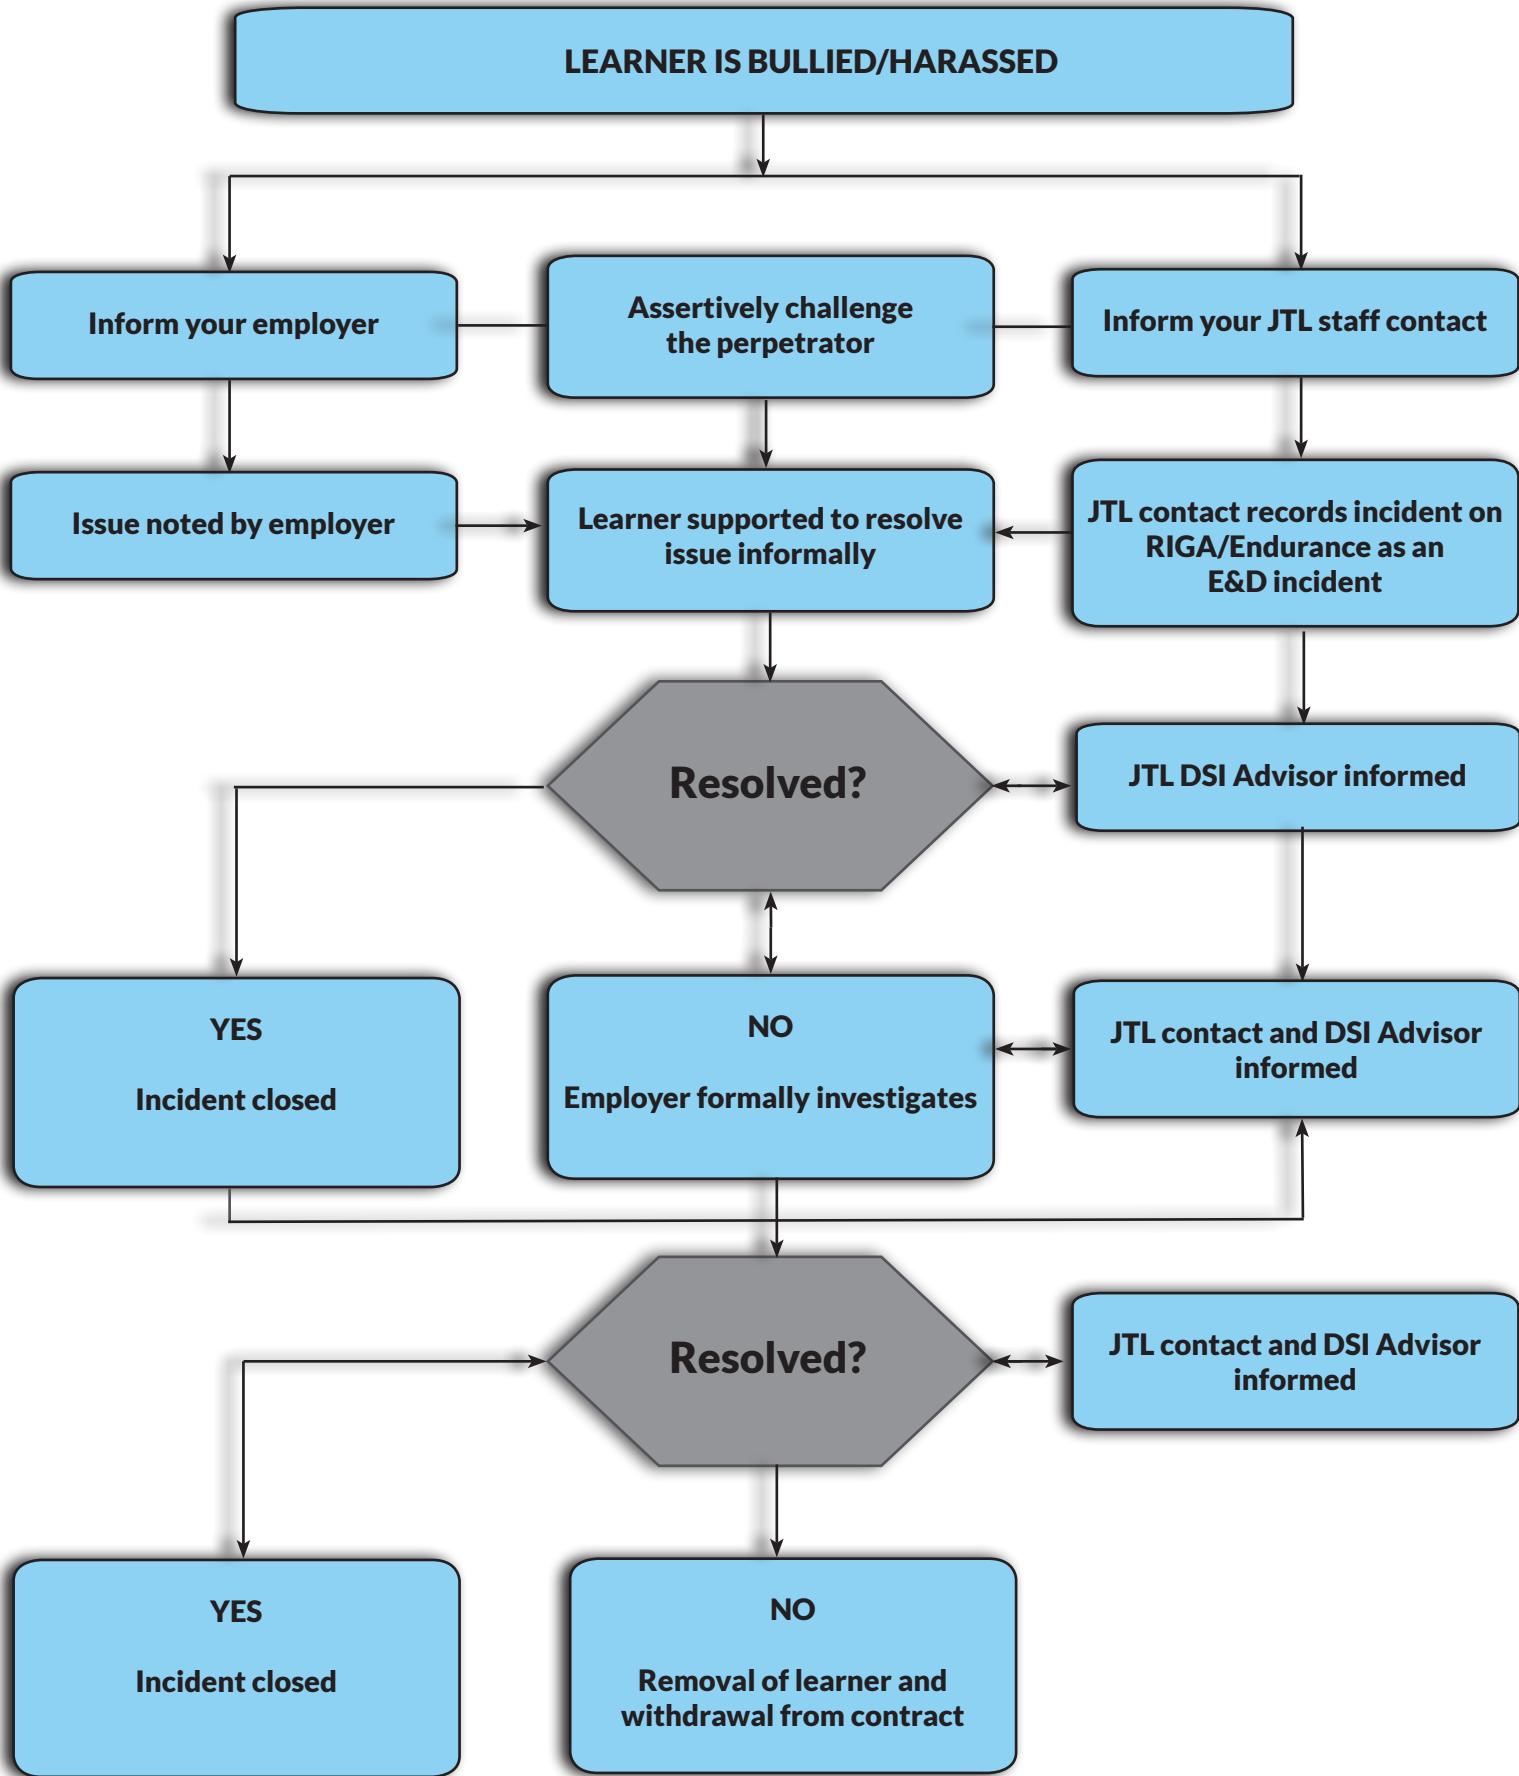 LEARNER IS BULLIED/HARASSED
Inform your employer
Assertively challenge
the perpetrator
Inform your JTL staff contact
Issue noted by employer
Learner supported to resolve
issue informally
JTL contact records incident on
RIGA/Endurance as an
E&D incident
Resolved?
JTL DSI Advisor informed
YES
Incident closed
NO
Employer formally investigates
JTL contact and DSI Advisor
informed
Resolved?
JTL contact and DSI Advisor
informed
YES
Incident closed
NO
Removal of learner and
withdrawal from contract